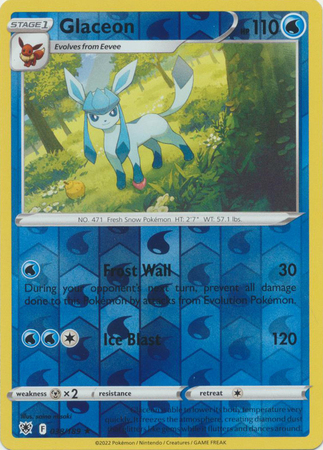 STAGE 1
Glaceon
110
Evolves from Eevee
NO. 471 Fresh Snow Pokémon HT: 2'7" WT: 57.1 lbs.
Frost Wall 30
During your opponent's next turn, prevent all damage
done to this Pokémon by attacks from Evolution Pokémon.
Ice Blast 120
weakness ×2 resistance retreat
F
©2022 Pokémon / Nintendo / Creatures / GAME FREAK